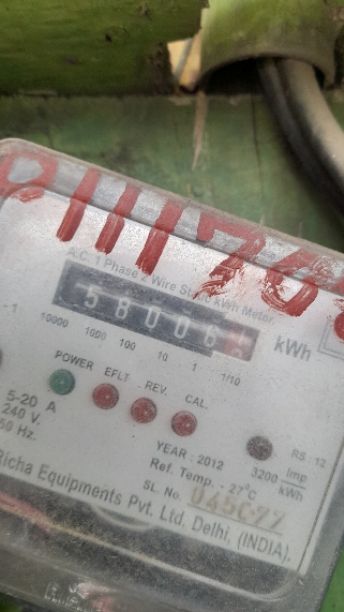 A.C. 1 Phase 2 Wire Static kWh Meter
58006
kWh
10000 1000 100 10 1 1/10
POWER EFLT REV. CAL.
5-20 A
240 V.
50 Hz.
YEAR : 2012
RS : 12
Ref. Temp. - 27°C
3200 Imp/kWh
SL. No.
Richa Equipments Pvt. Ltd, Delhi, (INDIA).